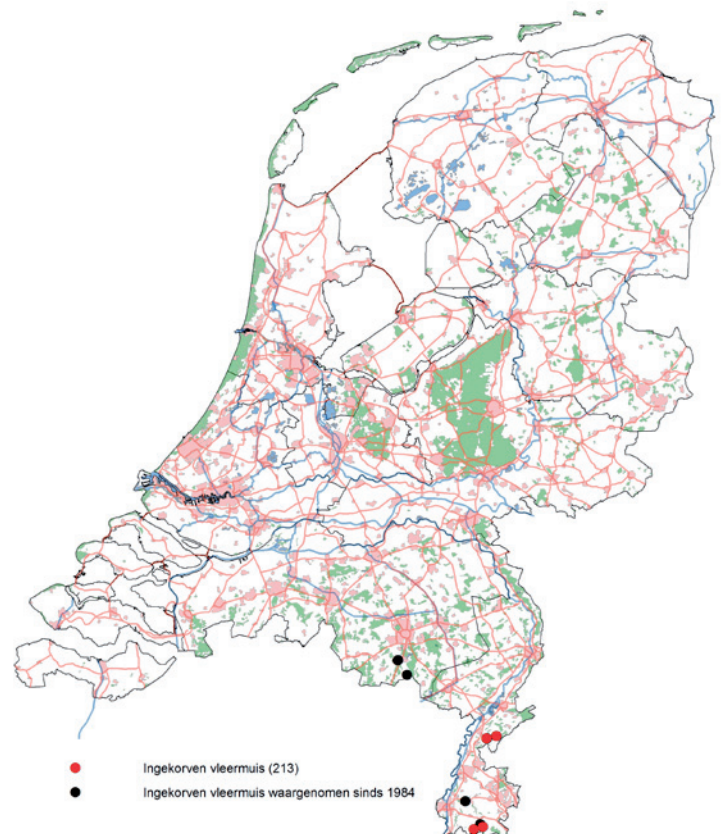 Ingekorven vleermuis (213)
Ingekorven vleermuis waargenomen sinds 1984